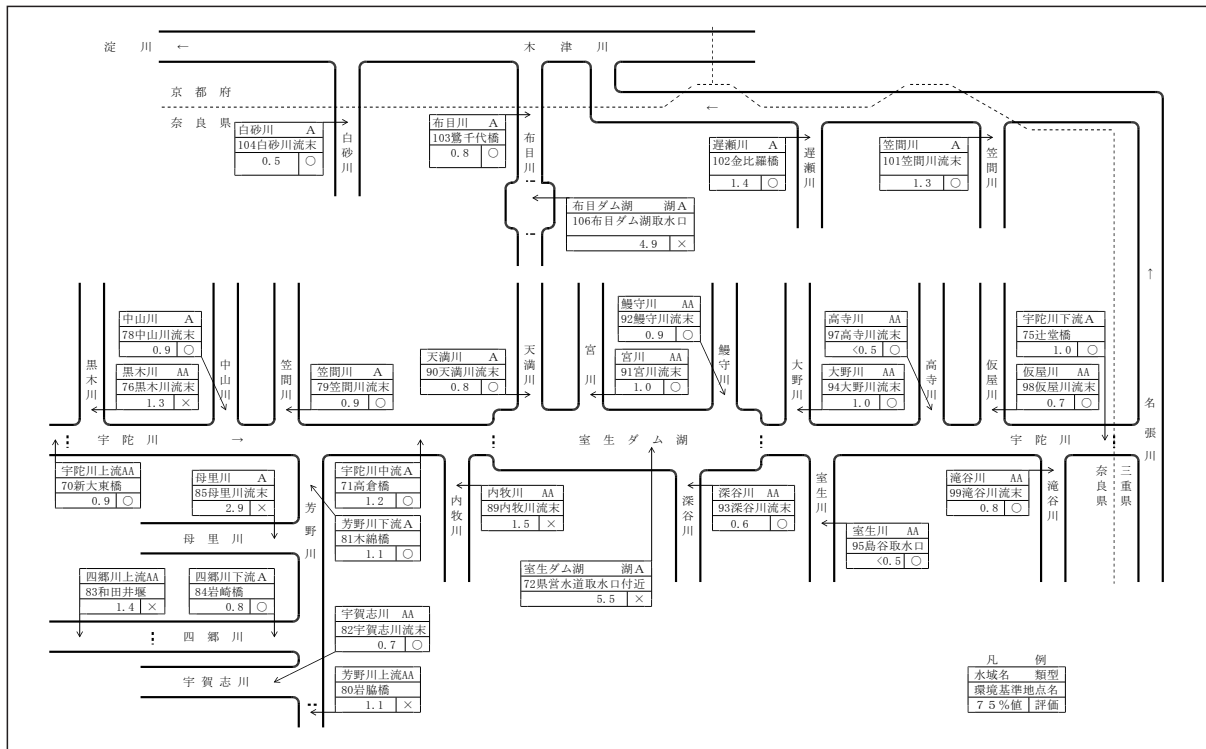 淀川 ← 木津川
京都府
奈良県
←
白砂川 A
104白砂川流末
0.5 ○
白砂川
布目川 A
103鷺千代橋
0.8 ○
布目川
遅瀬川 A
102金比羅橋
1.4 ○
遅瀬川
笠間川 A
101笠間川流末
1.3 ○
笠間川
布目ダム湖 湖A
106布目ダム湖取水口
4.9 ×
黒木川
中山川 A
78中山川流末
0.9 ○
黒木川 AA
76黒木川流末
1.3 ×
中山川
笠間川
笠間川 A
79笠間川流末
0.9 ○
天満川 A
90天満川流末
0.8 ○
天満川
宮川
鰻守川 AA
92鰻守川流末
0.9 ○
宮川 AA
91宮川流末
1.0 ○
鰻守川
大野川
高寺川 AA
97高寺川流末
<0.5 ○
大野川 AA
94大野川流末
1.0 ○
高寺川
仮屋川
宇陀川下流A
75辻堂橋
1.0 ○
仮屋川 AA
98仮屋川流末
0.7 ○
↑
名張川
宇陀川 →
室生ダム湖
宇陀川
奈良県
三重県
宇陀川上流AA
70新大東橋
0.9 ○
母里川 A
85母里川流末
2.9 ×
芳野川
宇陀川中流A
71高倉橋
1.2 ○
芳野川下流A
81木綿橋
1.1 ○
内牧川
内牧川 AA
89内牧川流末
1.5 ×
深谷川
深谷川 AA
93深谷川流末
0.6 ○
室生川
室生川 AA
95島谷取水口
<0.5 ○
滝谷川 AA
99滝谷川流末
0.8 ○
滝谷川
母里川
室生ダム湖 湖A
72県営水道取水口付近
5.5 ×
四郷川上流AA
83和田井堰
1.4 ×
四郷川下流A
84岩崎橋
0.8 ○
四郷川
宇賀志川 AA
82宇賀志川流末
0.7 ○
宇賀志川
芳野川上流AA
80岩脇橋
1.1 ×
凡例
水域名 類型
環境基準地点名
75%値 評価